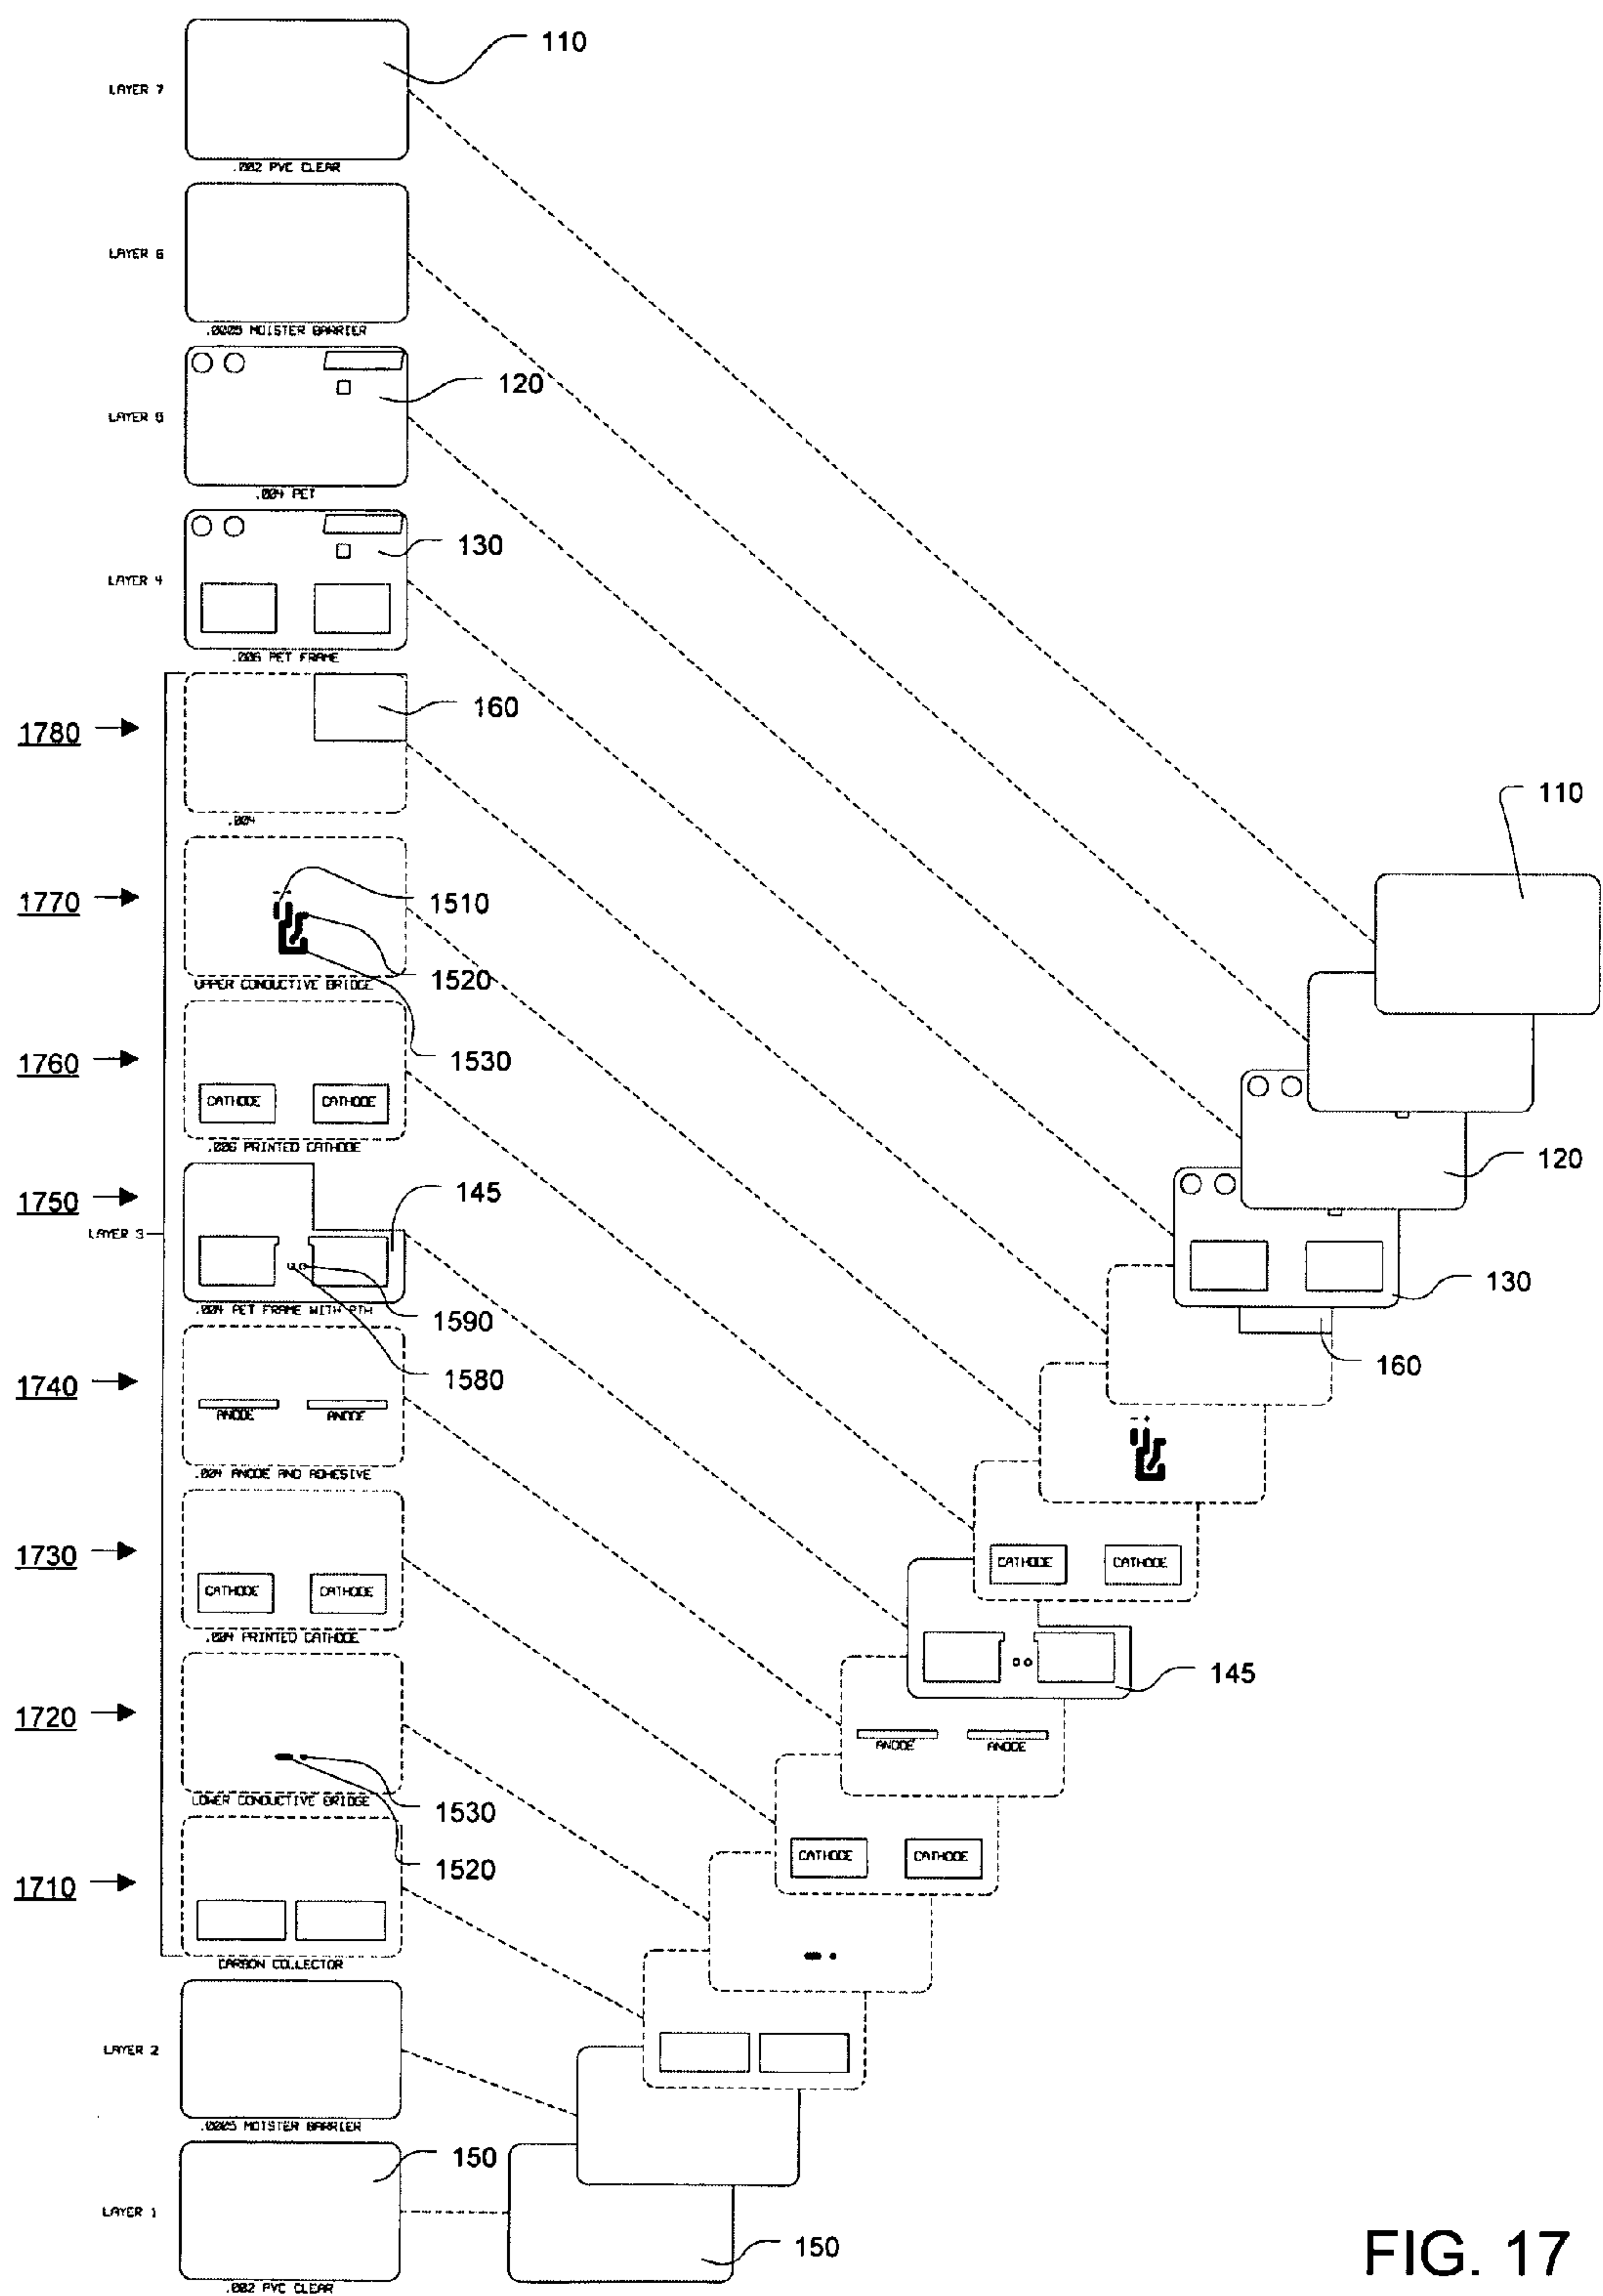 110
LAYER 7
.002 PVC CLEAR
LAYER 6
.0005 MOISTER BARRIER
120
LAYER 5
.004 PET
130
LAYER 4
.006 PET FRAME
160
1780
.004
110
1770
1510
1520
UPPER CONDUCTIVE BRIDGE
1530
1760
CATHODE CATHODE
.006 PRINTED CATHODE
120
1750
145
LAYER 3
130
.004 PET FRAME WITH PTH
1590
160
1740
1580
ANODE ANODE
.004 ANODE AND ADHESIVE
1730
CATHODE CATHODE
CATHODE CATHODE
.004 PRINTED CATHODE
145
1720
ANODE ANODE
LOWER CONDUCTIVE BRIDGE
1530
CATHODE CATHODE
1520
1710
CARBON COLLECTOR
LAYER 2
.0005 MOISTER BARRIER
150
LAYER 1
150
.002 PVC CLEAR
FIG. 17